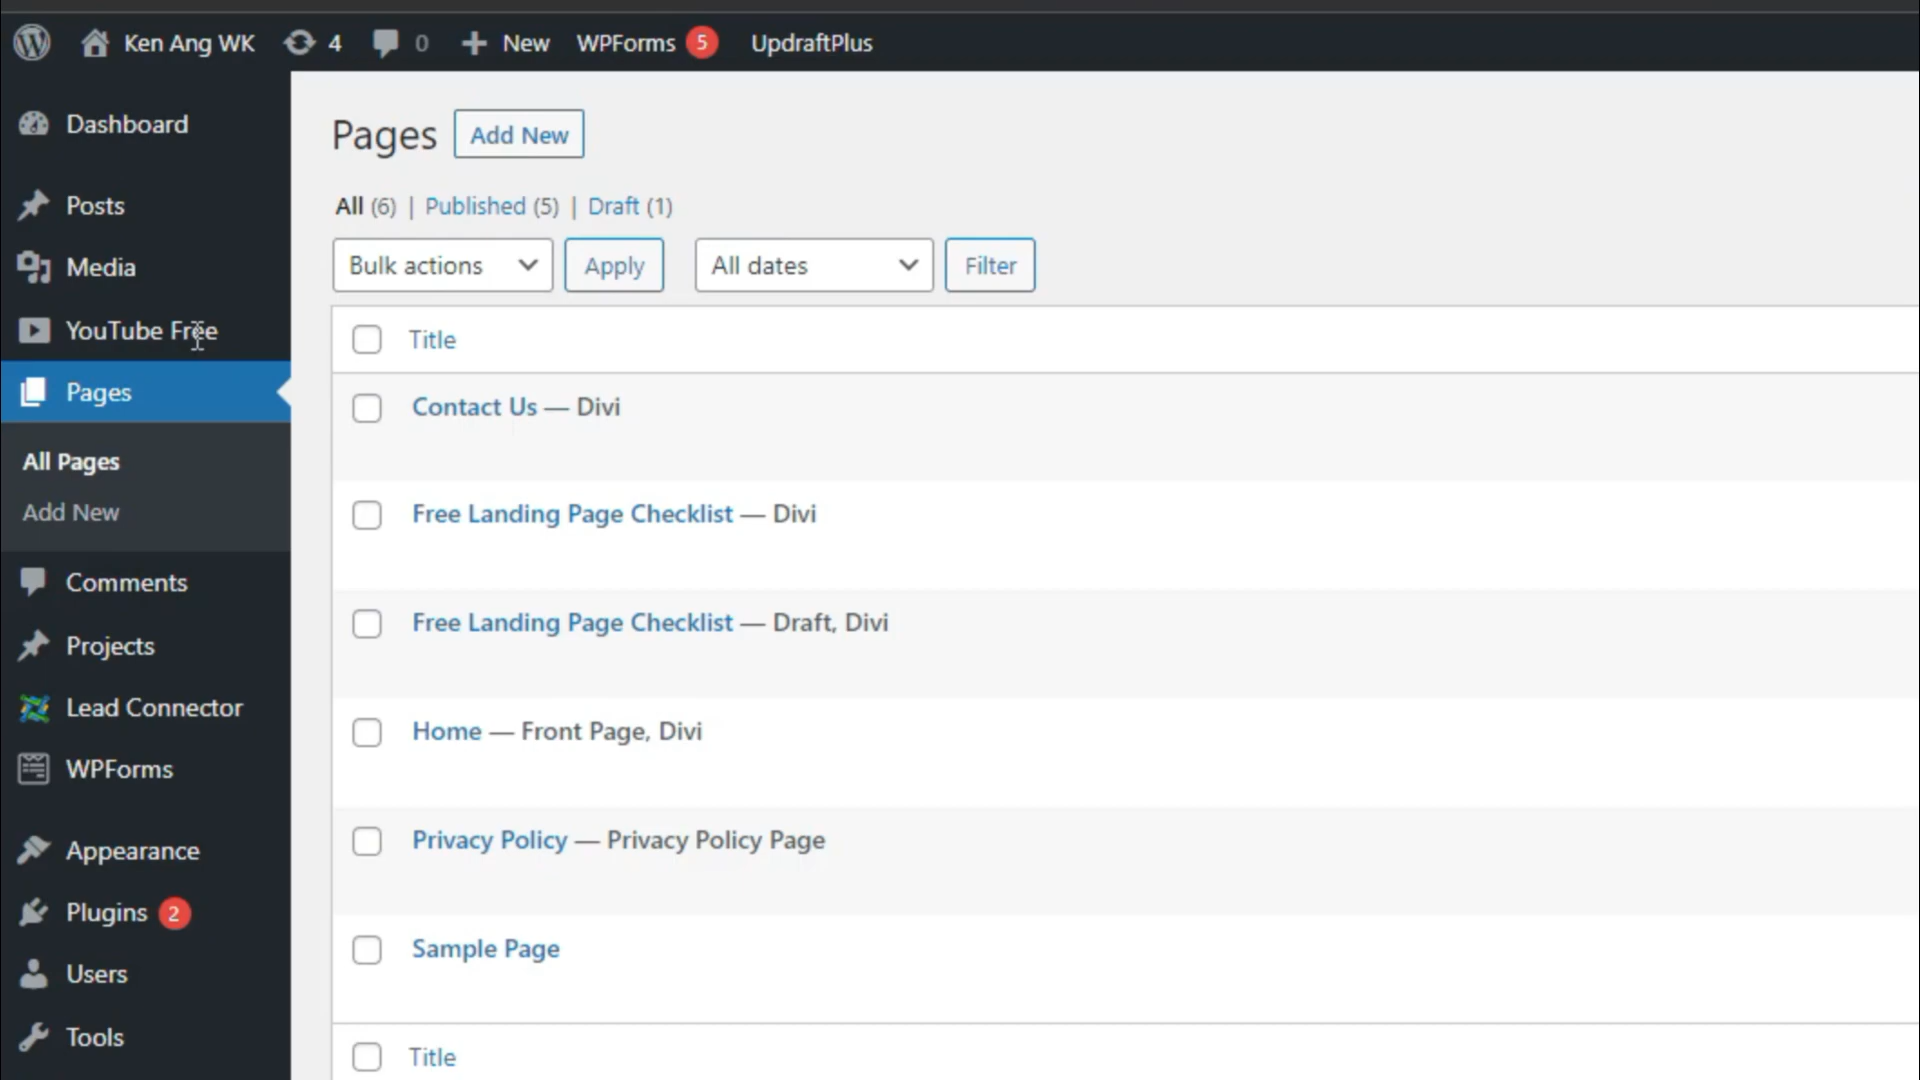 Ken Ang WK 4 0 New WPForms 5 UpdraftPlus
Dashboard
Posts
Media
YouTube Free
Pages
All Pages
Add New
Comments
Projects
Lead Connector
WPForms
Appearance
Plugins 2
Users
Tools
Pages Add New
All (6) | Published (5) | Draft (1)
Bulk actions Apply All dates Filter
Title
Contact Us — Divi
Free Landing Page Checklist — Divi
Free Landing Page Checklist — Draft, Divi
Home — Front Page, Divi
Privacy Policy — Privacy Policy Page
Sample Page
Title